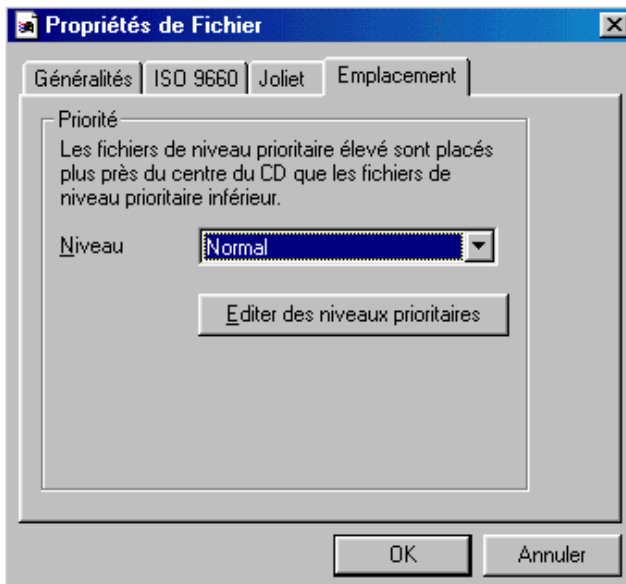 Propriétés de Fichier
Généralités ISO 9660 Joliet Emplacement
Priorité
Les fichiers de niveau prioritaire élevé sont placés
plus près du centre du CD que les fichiers de
niveau prioritaire inférieur.
Niveau Normal
Editer des niveaux prioritaires
OK Annuler